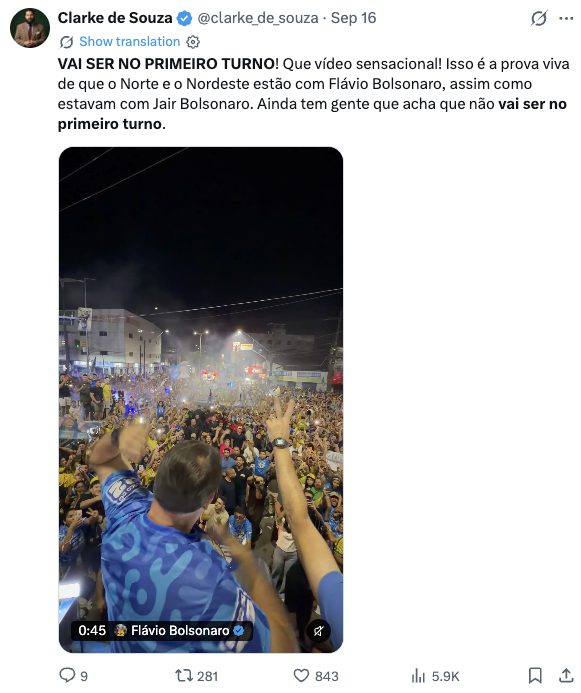 Clarke de Souza @clarke_de_souza · Sep 16
Show translation
VAI SER NO PRIMEIRO TURNO! Que vídeo sensacional! Isso é a prova viva
de que o Norte e o Nordeste estão com Flávio Bolsonaro, assim como
estavam com Jair Bolsonaro. Ainda tem gente que acha que não vai ser no
primeiro turno.
0:45 Flávio Bolsonaro
9 281 843 5.9K